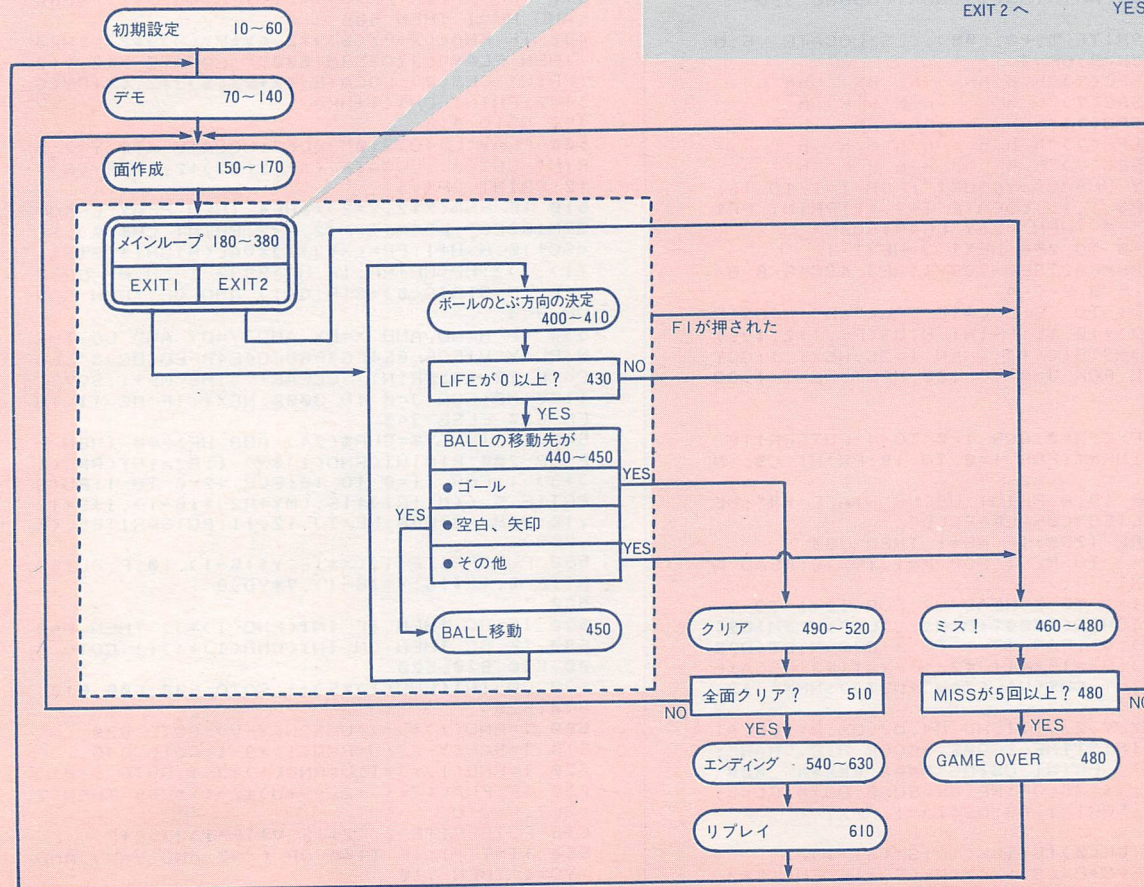 EXIT 2 へ
YES
初期設定 10～60
デモ 70～140
面作成 150～170
メインループ 180～380
EXIT1 EXIT2
ボールのとぶ方向の決定
400～410
F1が押された
LIFEが0以上? 430
NO
YES
BALLの移動先が
440～450
●ゴール
YES
YES
●空白、矢印
●その他
YES
BALL移動 450
クリア 490～520
ミス! 460～480
全面クリア? 510
NO
MISSが5回以上? 480
NO
YES
YES
エンディング 540～630
GAME OVER 480
リプレイ 610